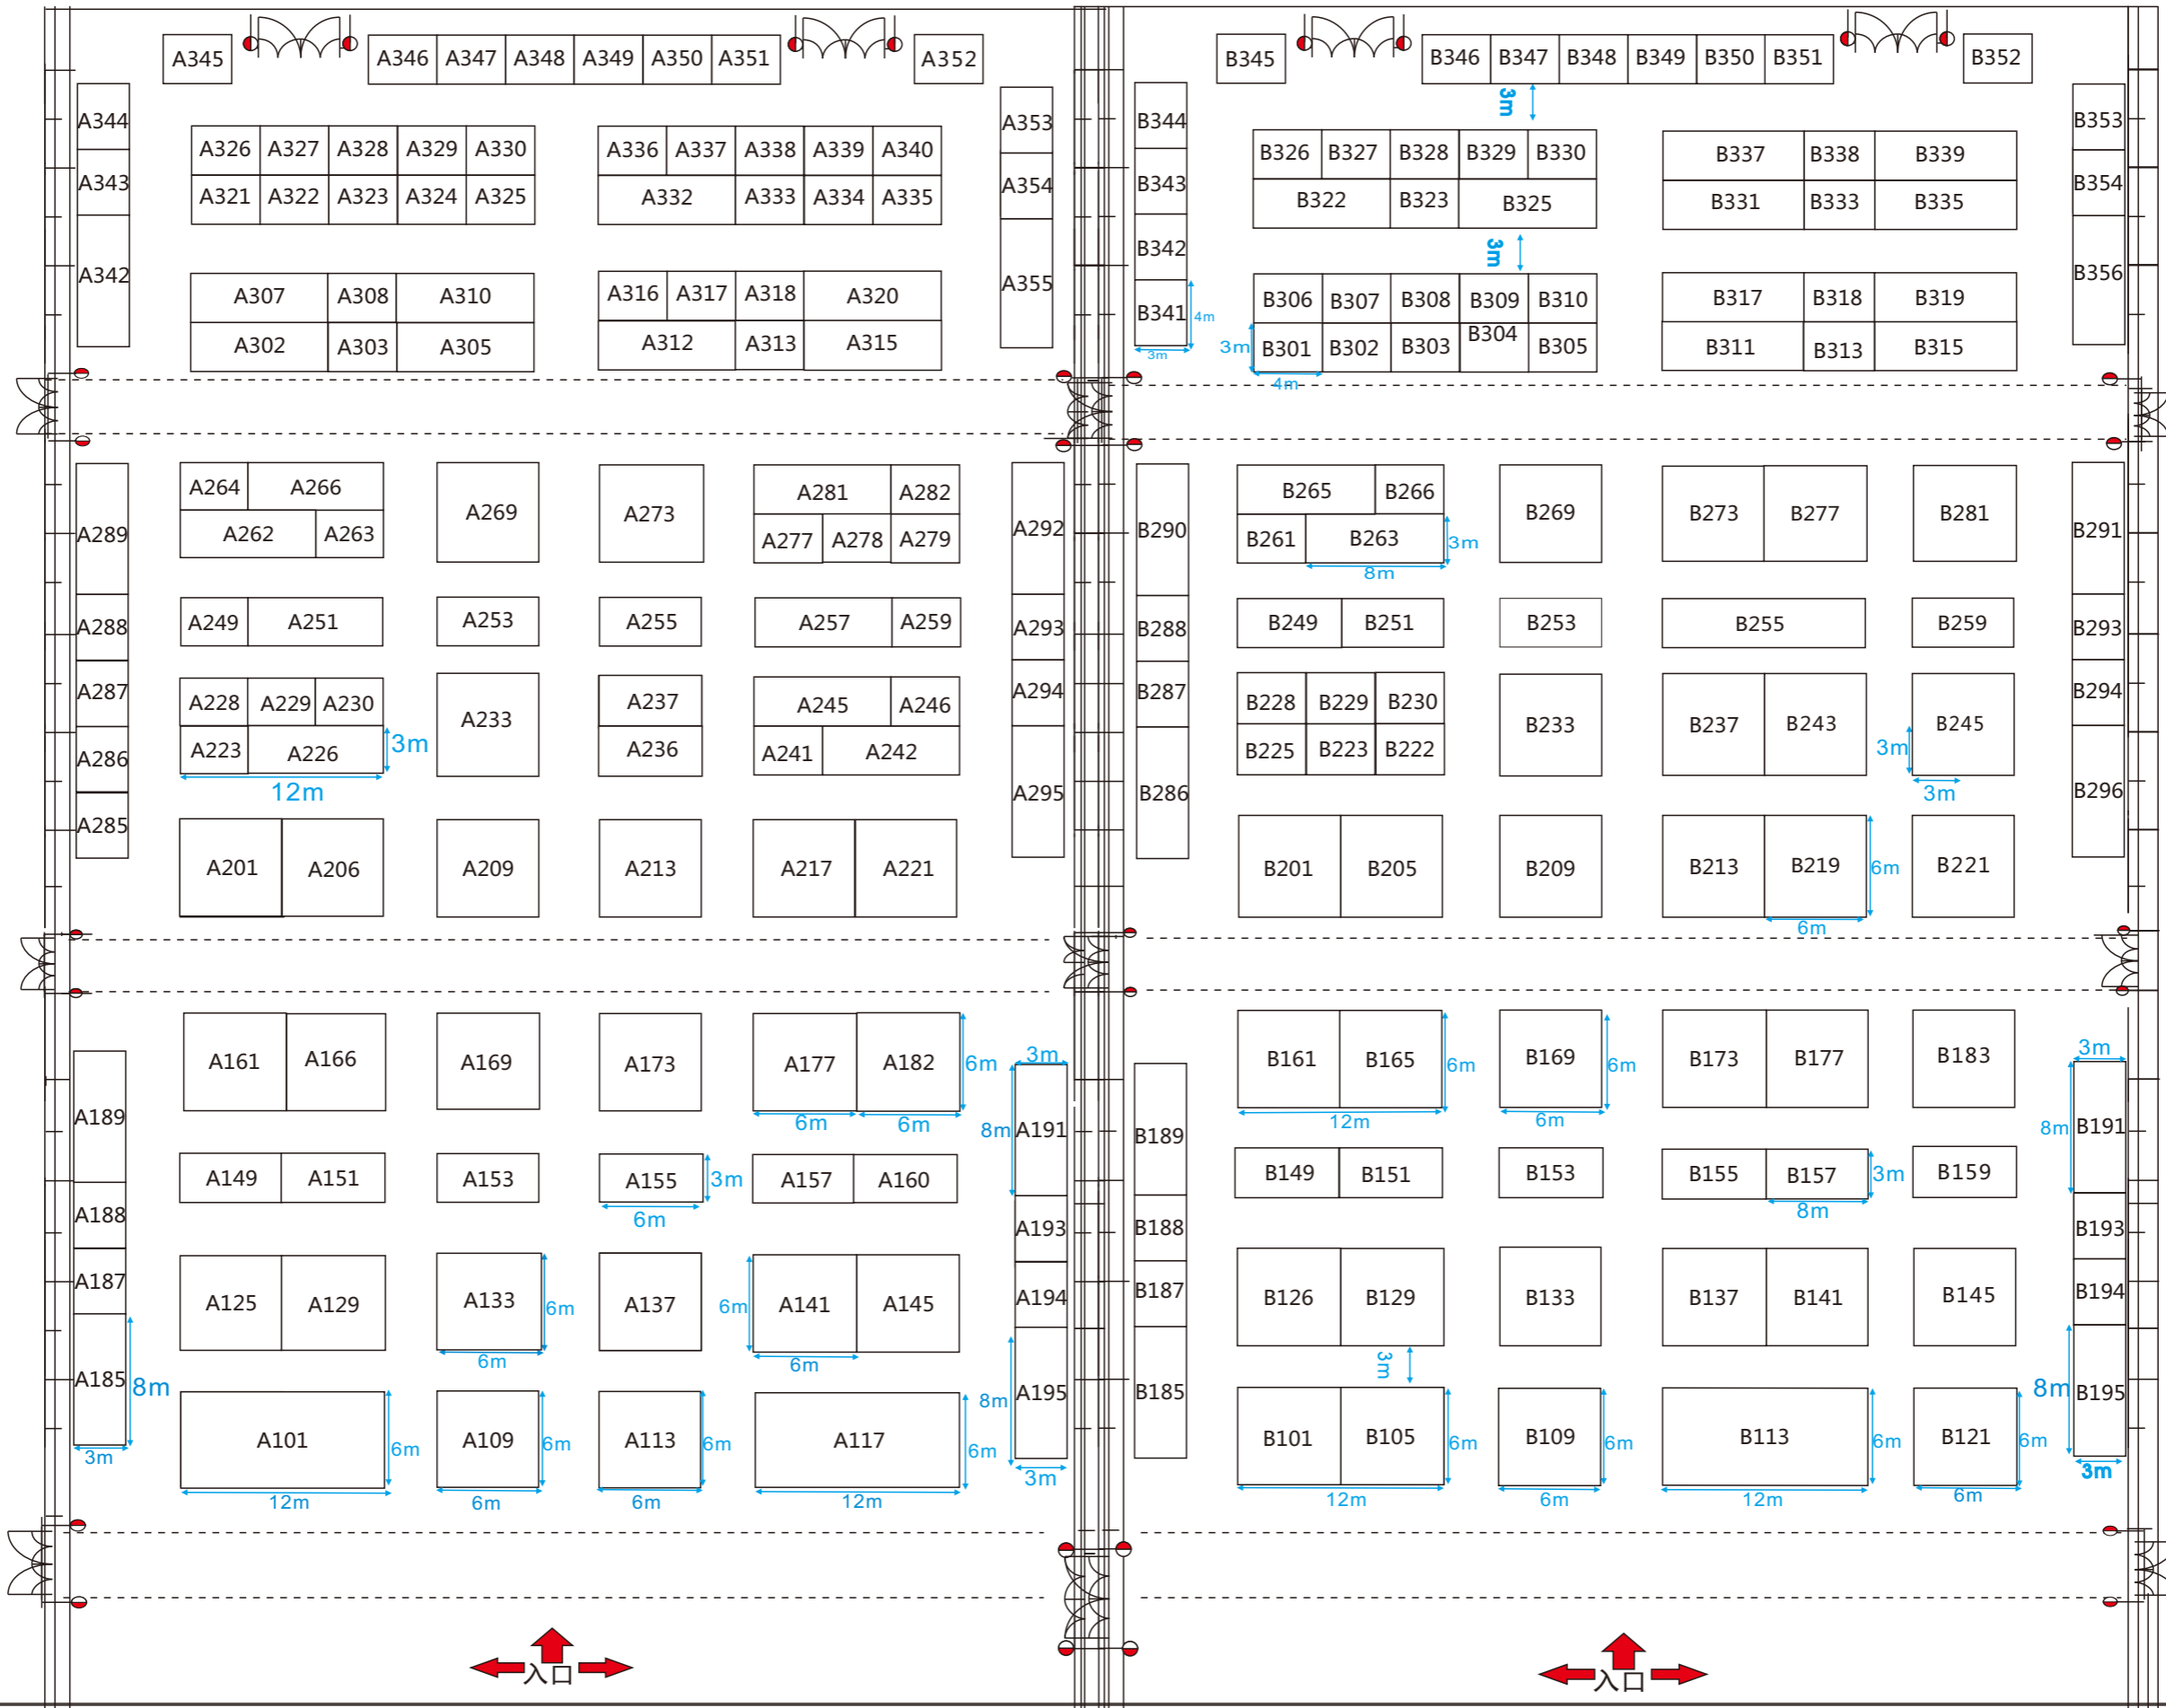 A345 A346 A347 A348 A349 A350 A351 A352 B345 B346 B347 B348 B349 B350 B351 B352
3m
A344 A353 B344 B353
A326 A327 A328 A329 A330 A336 A337 A338 A339 A340 B326 B327 B328 B329 B330 B337 B338 B339
A343 A354 B343 B354
A321 A322 A323 A324 A325 A332 A333 A334 A335 B322 B323 B325 B331 B333 B335
3m
A342 A355 B342 B356
A307 A308 A310 A316 A317 A318 A320 B306 B307 B308 B309 B310 B317 B318 B319
B341 4m
3m
A302 A303 A305 A312 A313 A315 3m B301 B302 B303 B304 B305 B311 B313 B315
4m
A264 A266 A269 A273 A281 A282 B265 B266 B269 B273 B277 B281
A289 A262 A263 A277 A278 A279 A292 B290 B261 B263 3m B291
8m
A288 A249 A251 A253 A255 A257 A259 A293 B288 B249 B251 B253 B255 B259 B293
A287 A228 A229 A230 A233 A237 A245 A246 A294 B287 B228 B229 B230 B233 B237 B243 B245 B294
A286 A223 A226 3m A236 A241 A242 B225 B223 B222 3m
12m A295 B286 3m B296
A285
A201 A206 A209 A213 A217 A221 B201 B205 B209 B213 B219 6m B221
6m
A161 A166 A169 A173 A177 A182 6m 3m B161 B165 6m B169 6m B173 B177 B183 3m
6m 6m 12m 6m
A189 8m A191 B189 8m B191
A149 A151 A153 A155 3m A157 A160 B149 B151 B153 B155 B157 3m B159
6m 8m
A188 A193 B188 B193
A187 A194 B187 B194
A125 A129 A133 6m A137 6m A141 A145 B126 B129 B133 B137 B141 B145
6m 6m 3m
A185 8m 8m A195 B185 8m B195
A101 6m A109 6m A113 6m A117 6m B101 B105 6m B109 6m B113 6m B121 6m
3m 3m 3m
12m 6m 6m 12m 12m 6m 12m 6m
入口 入口